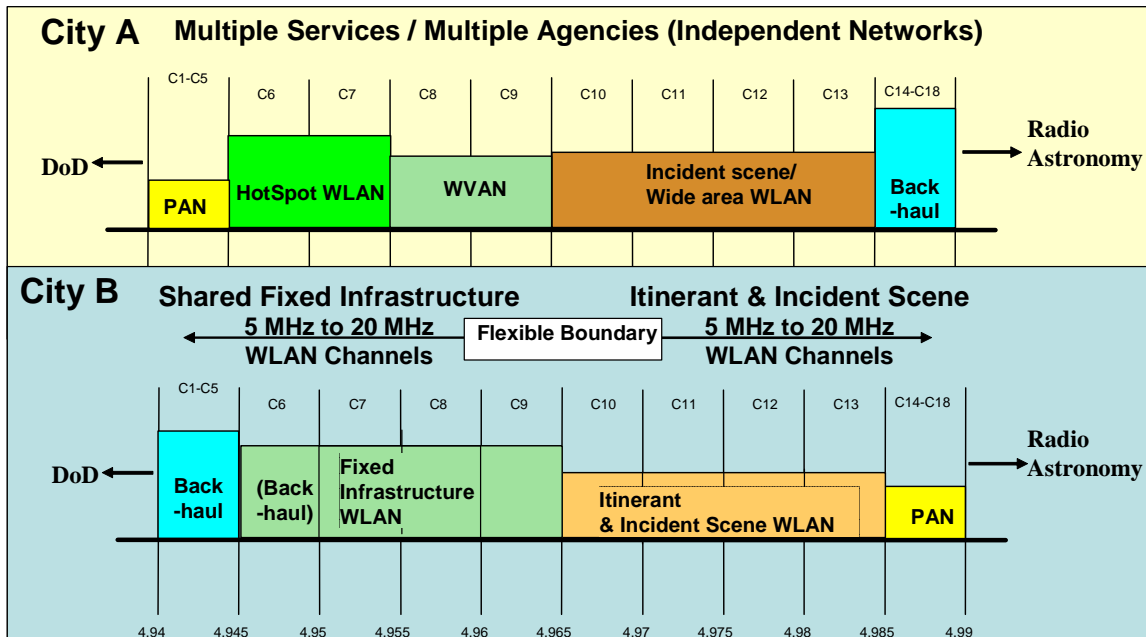 City A
Multiple Services / Multiple Agencies (Independent Networks)
C1-C5
C6
C7
C8
C9
C10
C11
C12
C13
C14-C18
DoD
Radio
Astronomy
PAN
HotSpot WLAN
WVAN
Incident scene/
Wide area WLAN
Back
-haul
City B
Shared Fixed Infrastructure
5 MHz to 20 MHz
WLAN Channels
Flexible Boundary
Itinerant & Incident Scene
5 MHz to 20 MHz
WLAN Channels
C1-C5
C6
C7
C8
C9
C10
C11
C12
C13
C14-C18
DoD
Radio
Astronomy
Back
-haul
(Back
-haul)
Fixed
Infrastructure
WLAN
Itinerant
& Incident Scene WLAN
PAN
4.94
4.945
4.95
4.955
4.96
4.965
4.97
4.975
4.98
4.985
4.99